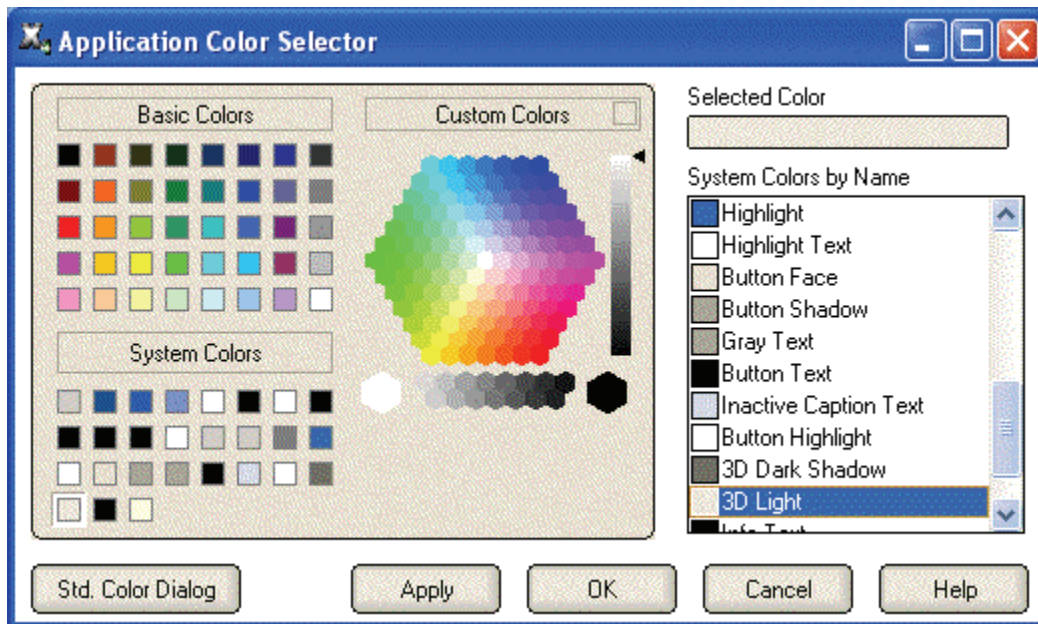 Application Color Selector
Basic Colors
Custom Colors
System Colors
Selected Color
System Colors by Name
Highlight
Highlight Text
Button Face
Button Shadow
Gray Text
Button Text
Inactive Caption Text
Button Highlight
3D Dark Shadow
3D Light
Info Text
Std. Color Dialog
Apply
OK
Cancel
Help